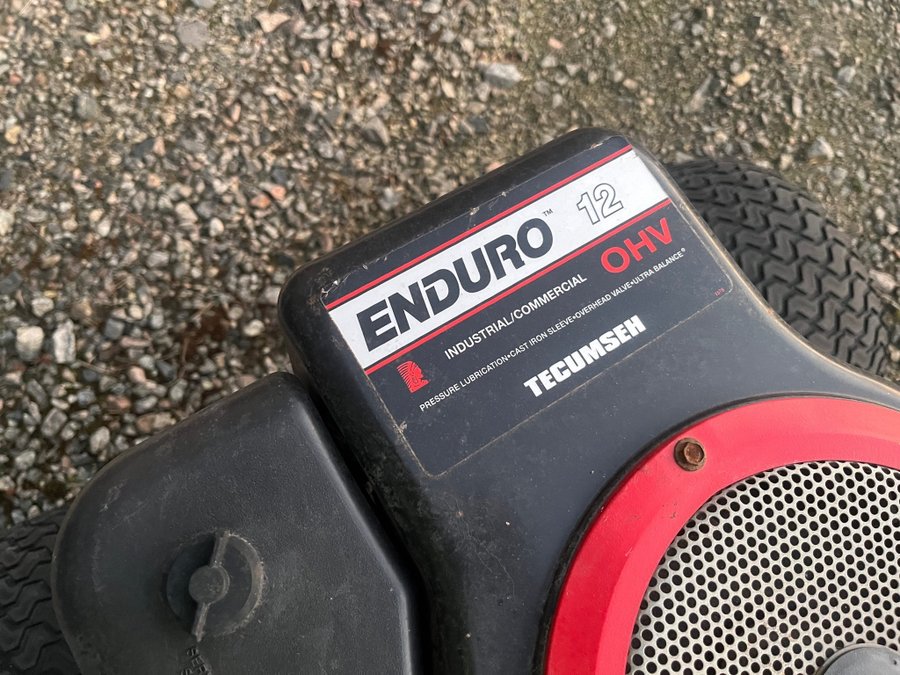 ENDURO™ 12
INDUSTRIAL/COMMERCIAL OHV
PRESSURE LUBRICATION•CAST IRON SLEEVE•OVERHEAD VALVE•ULTRA BALANCE®
TECUMSEH